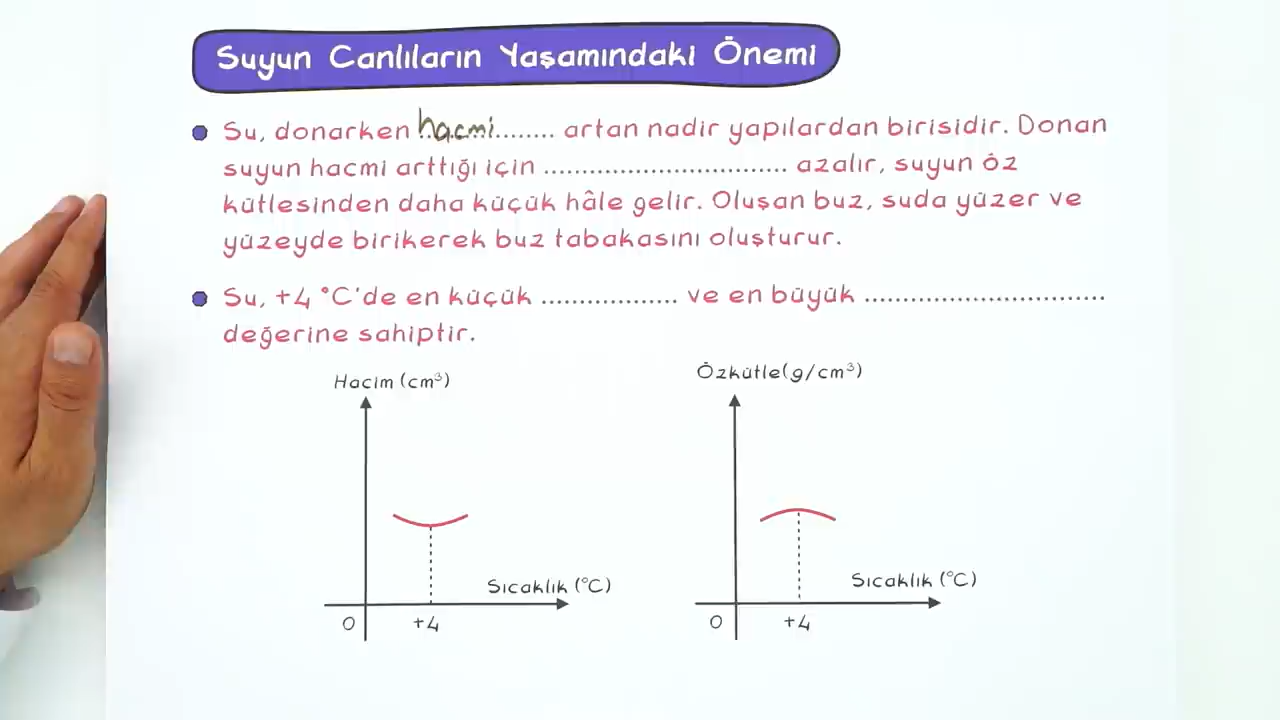 Suyun Canlıların Yaşamındaki Önemi
Su, donarken hacmi........ artan nadir yapılardan birisidir. Donan
suyun hacmi arttığı için ............................. azalır, suyun öz
kütlesinden daha küçük hâle gelir. Oluşan buz, suda yüzer ve
yüzeyde birikerek buz tabakasını oluşturur.
Su, +4 °C'de en küçük ................ ve en büyük .............................
değerine sahiptir.
Hacim (cm³)
Sıcaklık (°C)
0 +4
Özkütle(g/cm³)
Sıcaklık (°C)
0 +4